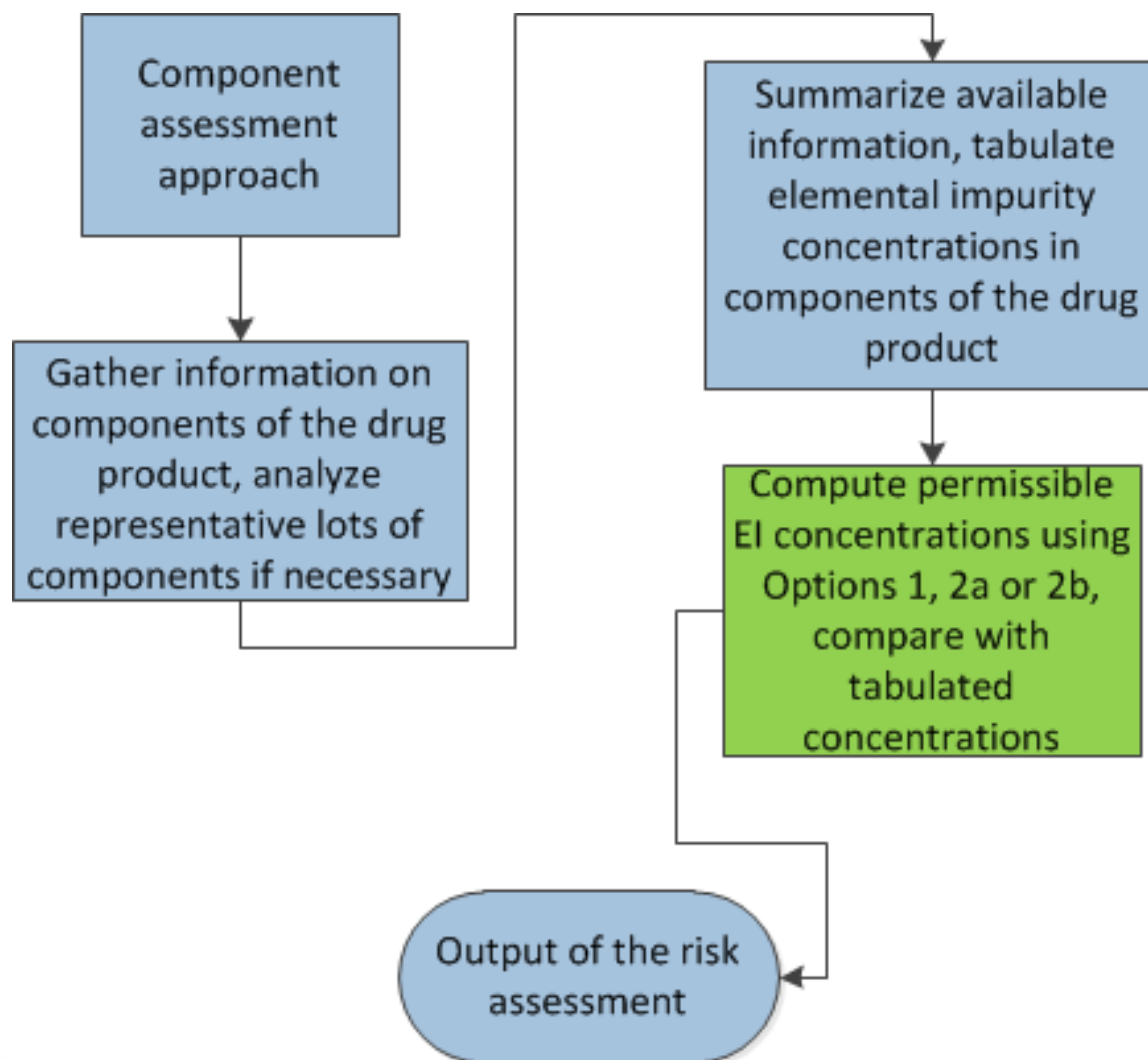 Component
assessment
approach
Gather information on
components of the drug
product, analyze
representative lots of
components if necessary
Summarize available
information, tabulate
elemental impurity
concentrations in
components of the drug
product
Compute permissible
EI concentrations using
Options 1, 2a or 2b,
compare with
tabulated
concentrations
Output of the risk
assessment